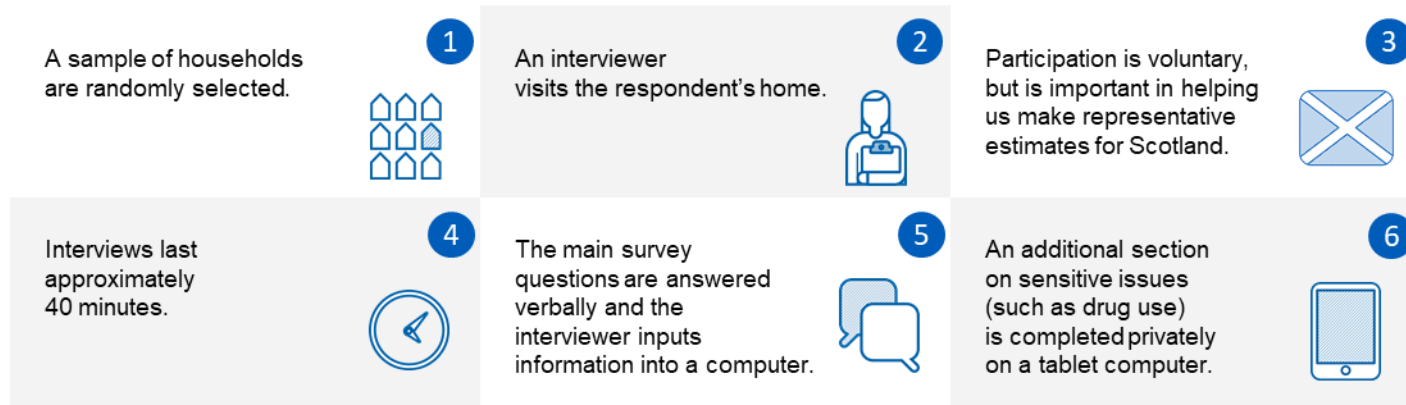 1
A sample of households
are randomly selected.
2
An interviewer
visits the respondent's home.
3
Participation is voluntary,
but is important in helping
us make representative
estimates for Scotland.
4
Interviews last
approximately
40 minutes.
5
The main survey
questions are answered
verbally and the
interviewer inputs
information into a computer.
6
An additional section
on sensitive issues
(such as drug use)
is completed privately
on a tablet computer.